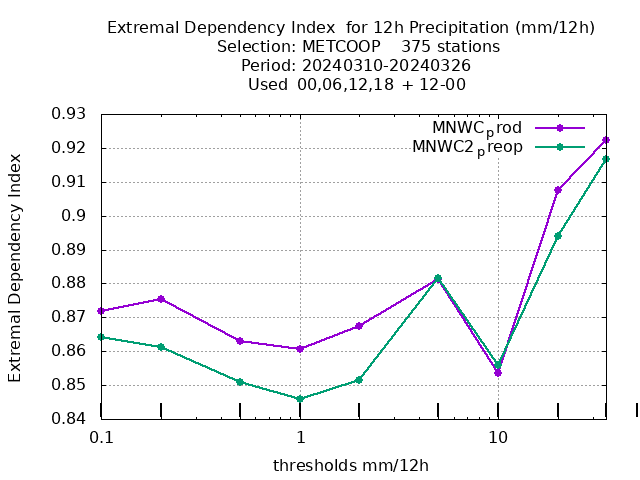 Extremal Dependency Index  for 12h Precipitation (mm/12h)
Selection: METCOOP    375 stations
Period: 20240310-20240326
Used  00,06,12,18  + 12-00
0.93
0.92
0.91
0.9
0.89
0.88
0.87
0.86
0.85
0.84
Extremal Dependency Index
MNWCprod
MNWC2preop
0.1
1
10
thresholds mm/12h